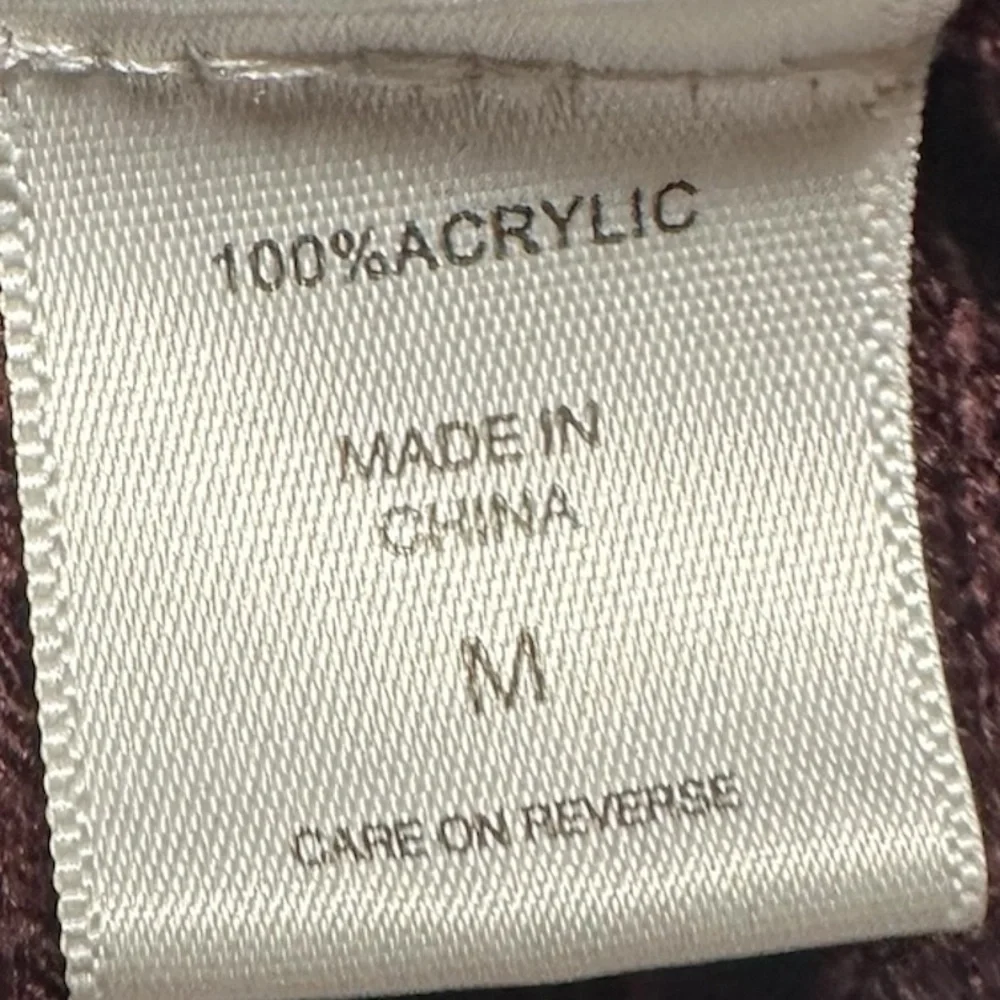 100%ACRYLIC
MADE IN
CHINA
M
CARE ON REVERSE